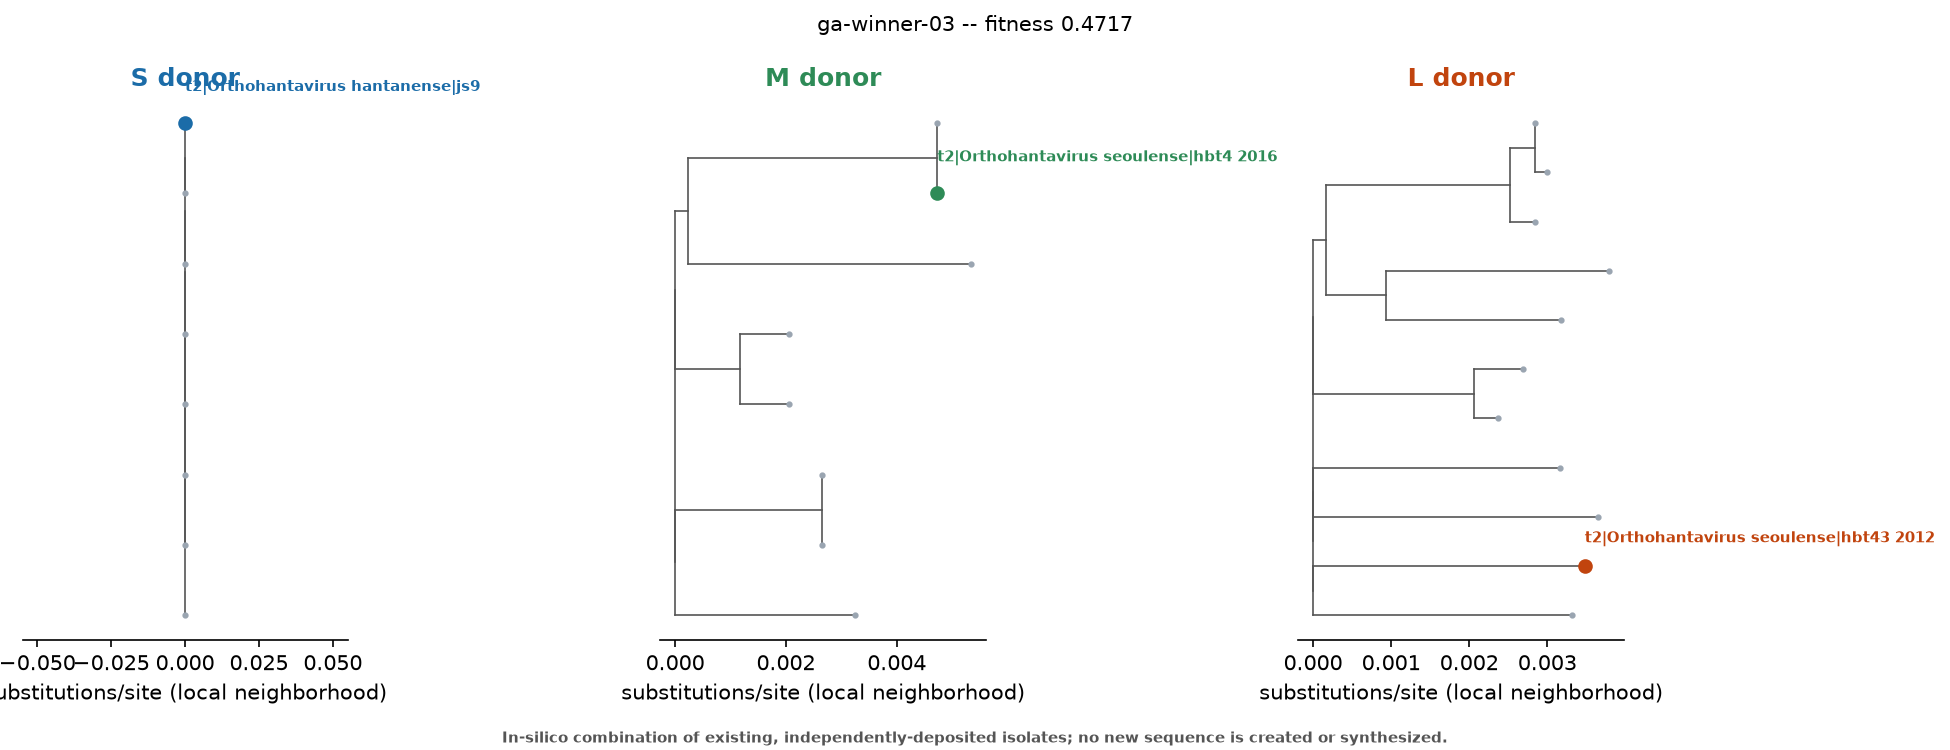 ga-winner-03 -- fitness 0.4717
S donor
t2|Orthohantavirus hantanense|js9
M donor
t2|Orthohantavirus seoulense|hbt4 2016
L donor
t2|Orthohantavirus seoulense|hbt43 2012
−0.050 −0.025 0.000 0.025 0.050
ubstitutions/site (local neighborhood)
0.000 0.002 0.004
substitutions/site (local neighborhood)
0.000 0.001 0.002 0.003
substitutions/site (local neighborhood)
In-silico combination of existing, independently-deposited isolates; no new sequence is created or synthesized.